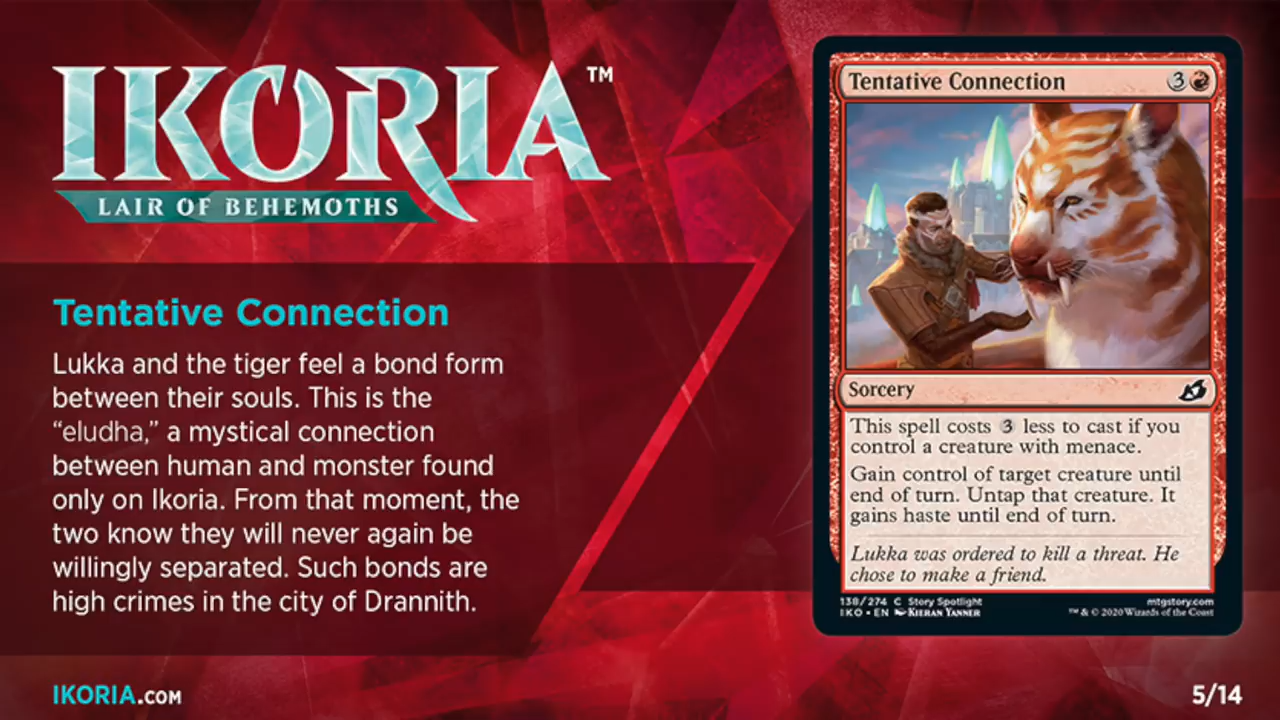 IKORIA™
LAIR OF BEHEMOTHS
Tentative Connection
Lukka and the tiger feel a bond form
between their souls. This is the
“eludha,” a mystical connection
between human and monster found
only on Ikoria. From that moment, the
two know they will never again be
willingly separated. Such bonds are
high crimes in the city of Drannith.
IKORIA.COM
Tentative Connection 3
Sorcery
This spell costs 3 less to cast if you
control a creature with menace.
Gain control of target creature until
end of turn. Untap that creature. It
gains haste until end of turn.
Lukka was ordered to kill a threat. He
chose to make a friend.
138/274 C Story Spotlight mtgstory.com
IKO • EN Kieran Yanner ™ & © 2020 Wizards of the Coast
5/14